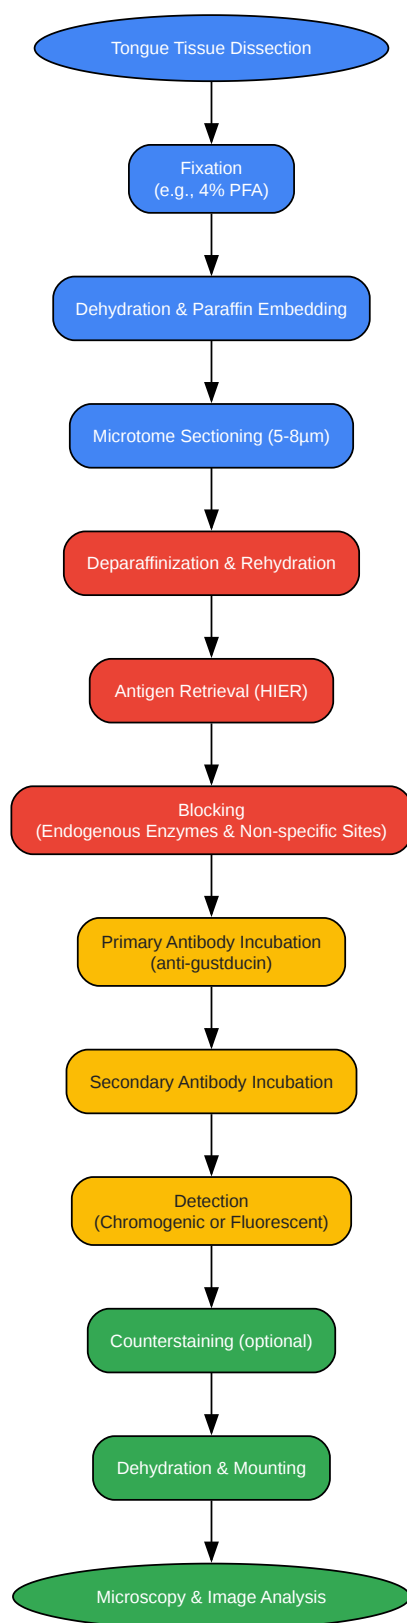 Tongue Tissue Dissection
Fixation
(e.g., 4% PFA)
Dehydration & Paraffin Embedding
Microtome Sectioning (5-8µm)
Deparaffinization & Rehydration
Antigen Retrieval (HIER)
Blocking
(Endogenous Enzymes & Non-specific Sites)
Primary Antibody Incubation
(anti-gustducin)
Secondary Antibody Incubation
Detection
(Chromogenic or Fluorescent)
Counterstaining (optional)
Dehydration & Mounting
Microscopy & Image Analysis